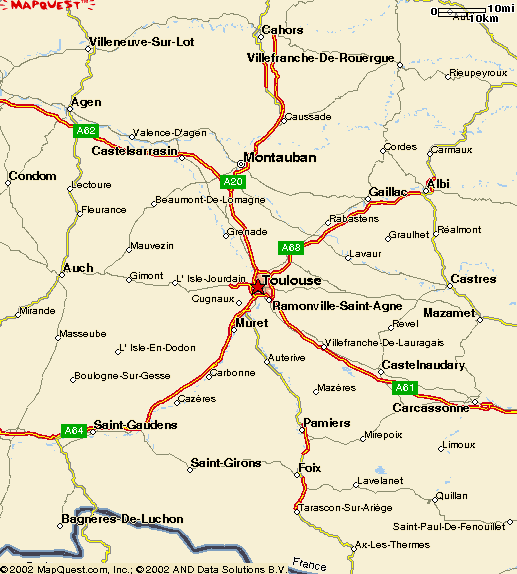 MAPQUEST
0 10mi
0 10km
Aut
Cahors
Villeneuve-Sur-Lot
Villefranche-De-Rouergue
Rieupeyroux
Agen
Caussade
A62
Valence-D'agen
Castelsarrasin
Montauban
Cordes
Carmaux
Condom
A20
Albi
Lectoure
Gaillac
Beaumont-De-Lomagne
Fleurance
Rabastens
Grenade
A68
Graulhet
Réalmont
Mauvezin
Lavaur
Auch
Gimont
L' Isle-Jourdain
Toulouse
Castres
Cugnaux
Ramonville-Saint-Agne
Mirande
Mazamet
Muret
Revel
Masseube
L' Isle-En-Dodon
Villefranche-De-Lauragais
Auterive
Castelnaudary
Boulogne-Sur-Gesse
Carbonne
Mazères
A61
Cazères
Carcassonne
A64
Saint-Gaudens
Pamiers
Mirepoix
Limoux
Saint-Girons
Foix
Lavelanet
Quillan
Tarascon-Sur-Ariège
Bagneres-De-Luchon
Saint-Paul-De-Fenouillet
Ax-Les-Thermes
France
©2002 MapQuest.com, Inc.; ©2002 AND Data Solutions B.V.